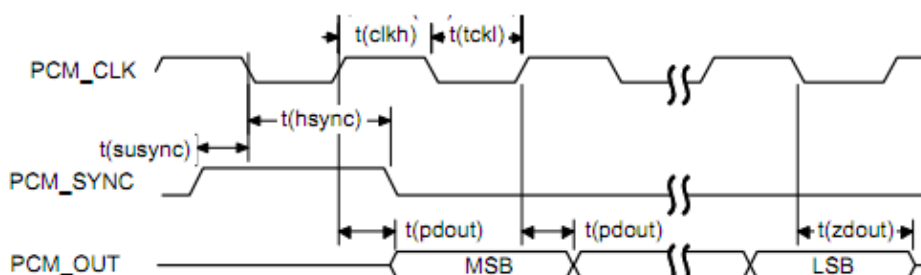 t(clkh)
t(tckl)
PCM_CLK
t(hsync)
t(susync)
PCM_SYNC
t(pdout)
t(pdout)
t(zdout)
PCM_OUT
MSB
LSB